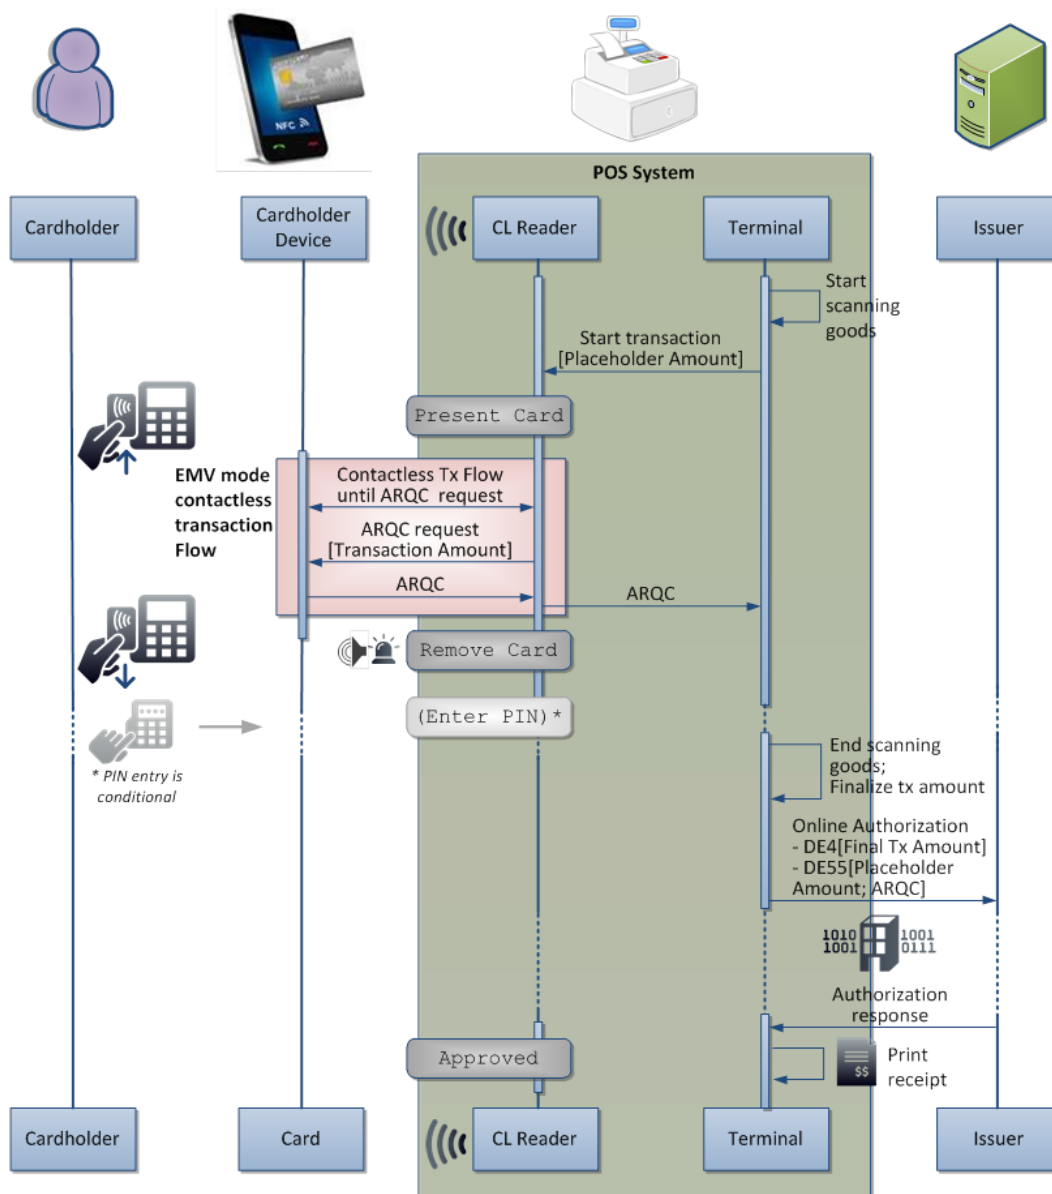 NFC
POS System
Cardholder
Cardholder
Device
CL Reader
Terminal
Issuer
Start
scanning
goods
Start transaction
[Placeholder Amount]
Present Card
EMV mode
contactless
transaction
Flow
Contactless Tx Flow
until ARQC request
ARQC request
[Transaction Amount]
ARQC
ARQC
Remove Card
(Enter PIN)*
* PIN entry is
conditional
End scanning
goods;
Finalize tx amount
Online Authorization
- DE4[Final Tx Amount]
- DE55[Placeholder
Amount; ARQC]
1010 1001
1001 0111
Authorization
response
Approved
$$
Print
receipt
Cardholder
Card
CL Reader
Terminal
Issuer